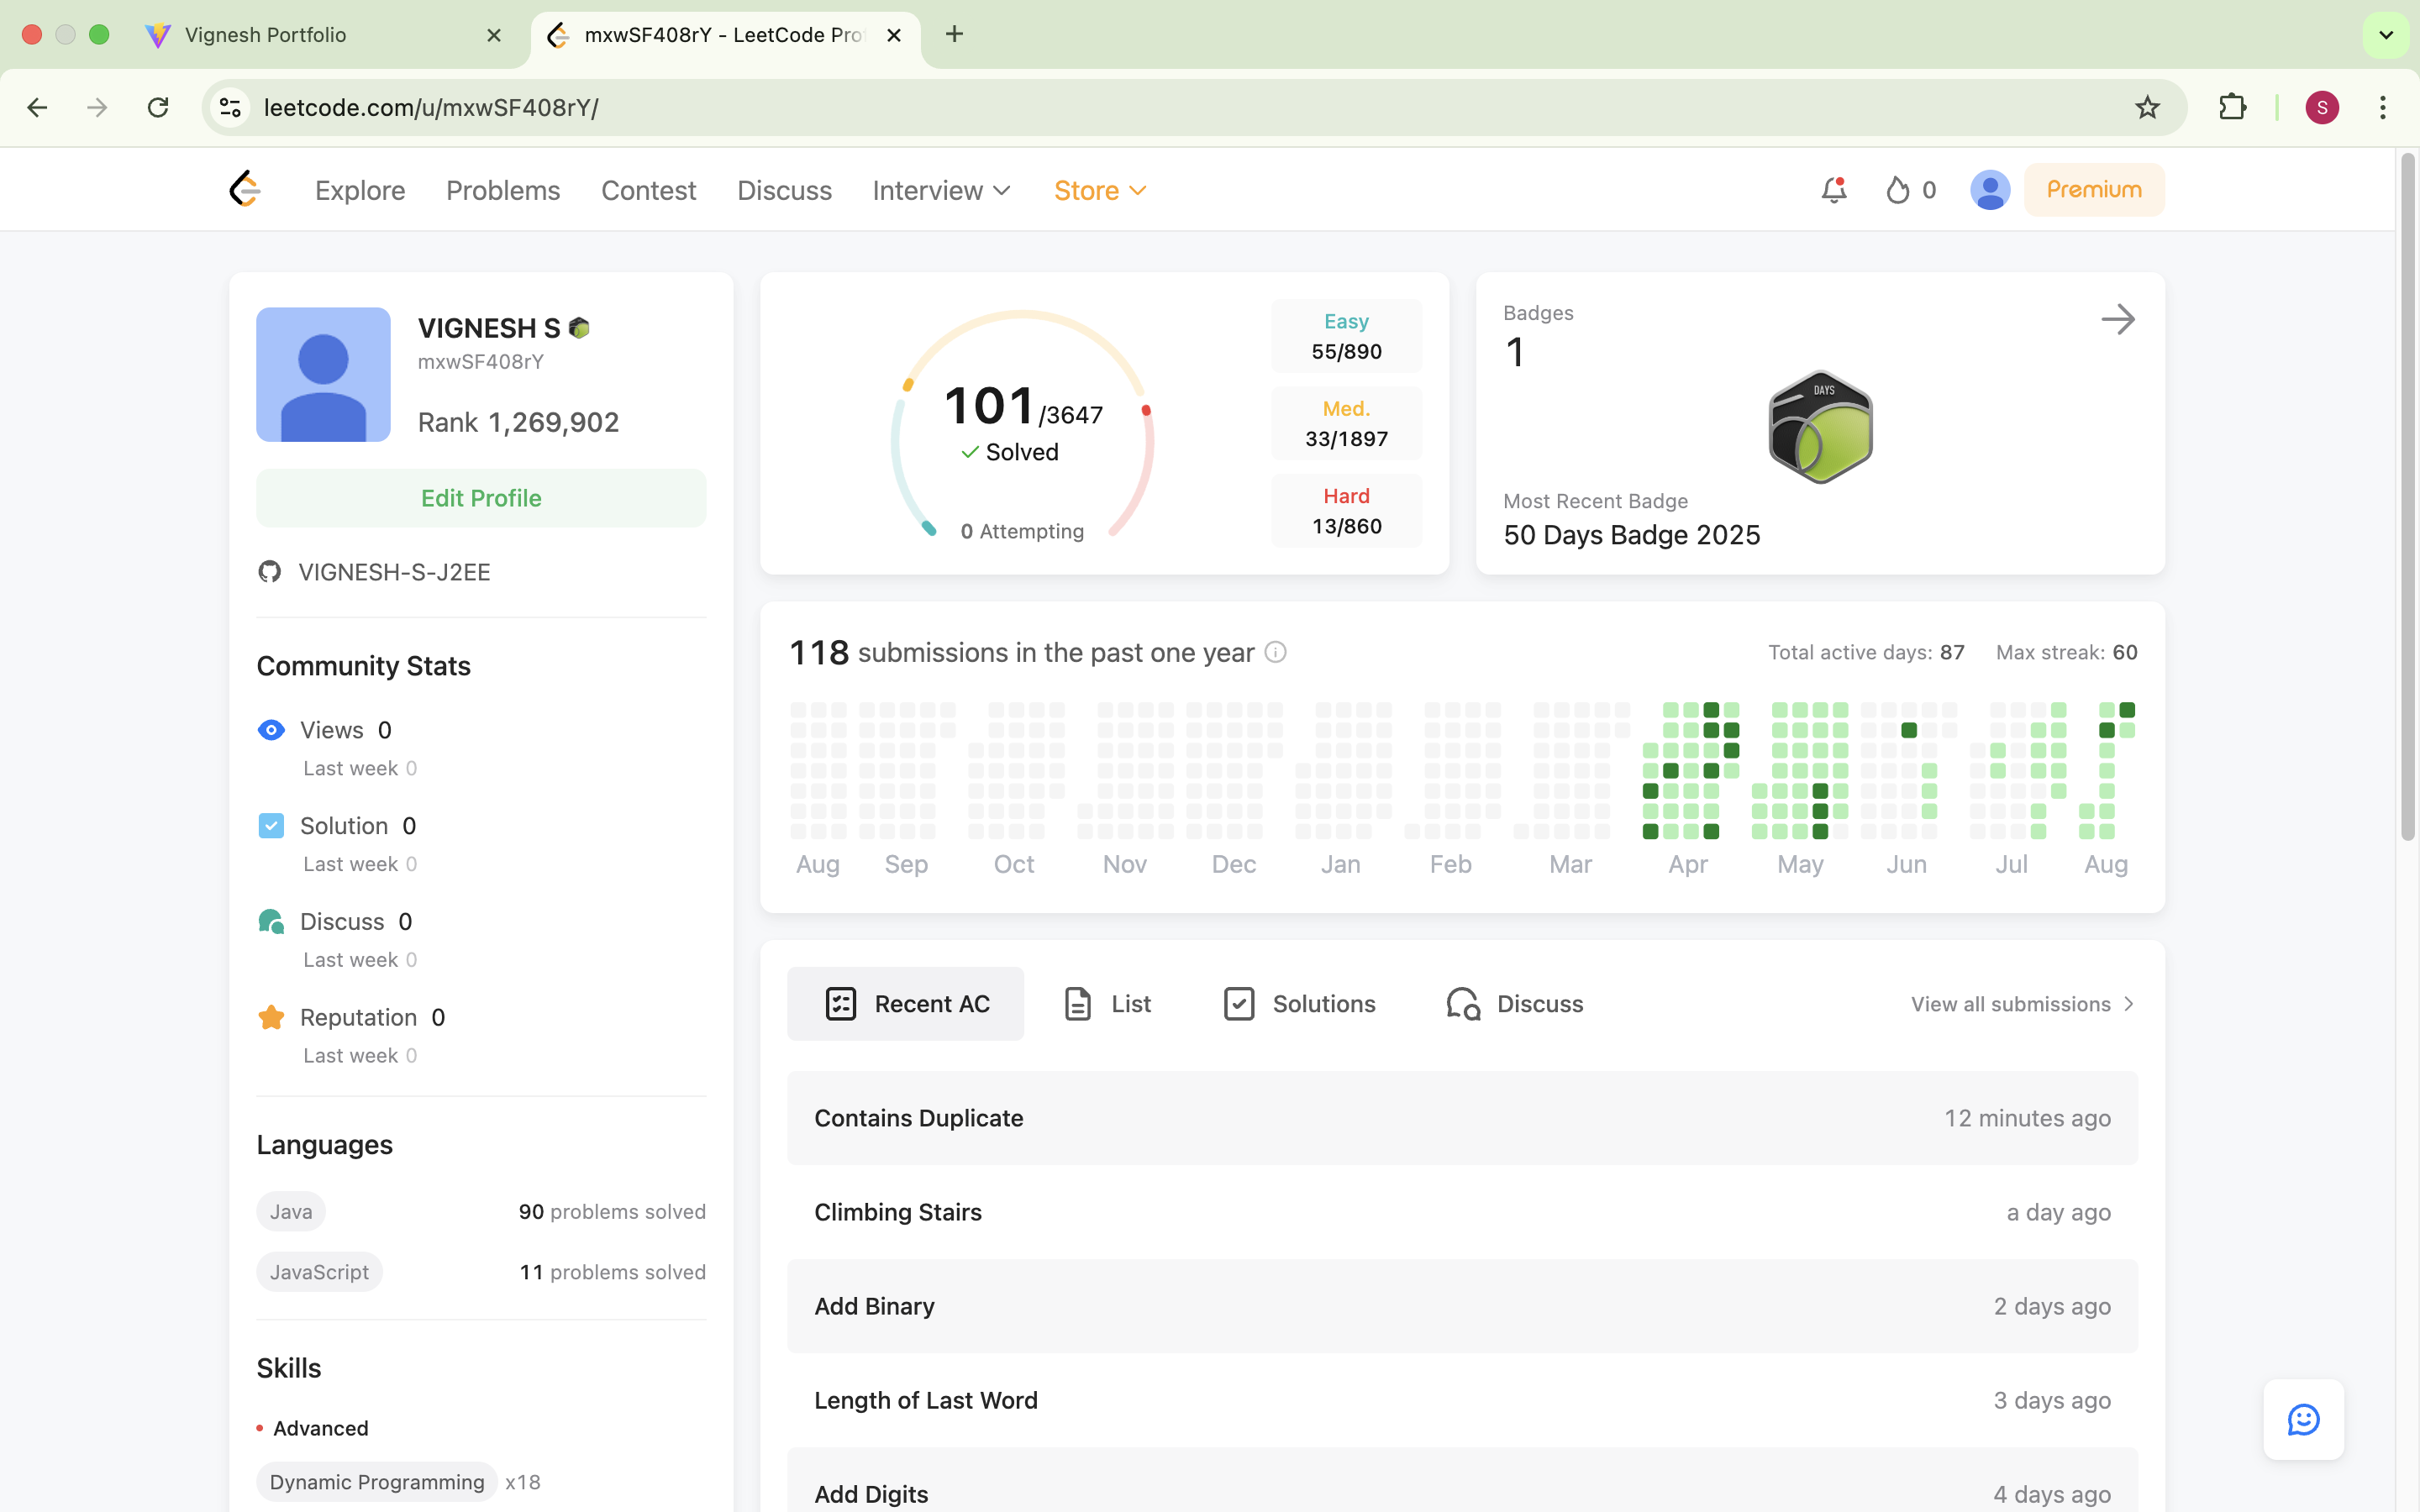 Vignesh Portfolio
mxwSF408rY - LeetCode Pro
leetcode.com/u/mxwSF408rY/
S
Explore
Problems
Contest
Discuss
Interview
Store
0
Premium
VIGNESH S
mxwSF408rY
Rank 1,269,902
Edit Profile
VIGNESH-S-J2EE
Community Stats
Views 0
Last week 0
Solution 0
Last week 0
Discuss 0
Last week 0
Reputation 0
Last week 0
Languages
Java 90 problems solved
JavaScript 11 problems solved
Skills
Advanced
Dynamic Programming x18
101/3647
Solved
0 Attempting
Easy
55/890
Med.
33/1897
Hard
13/860
Badges
1
DAYS
Most Recent Badge
50 Days Badge 2025
118 submissions in the past one year
Total active days: 87 Max streak: 60
Aug Sep Oct Nov Dec Jan Feb Mar Apr May Jun Jul Aug
Recent AC
List
Solutions
Discuss
View all submissions
Contains Duplicate 12 minutes ago
Climbing Stairs a day ago
Add Binary 2 days ago
Length of Last Word 3 days ago
Add Digits 4 days ago